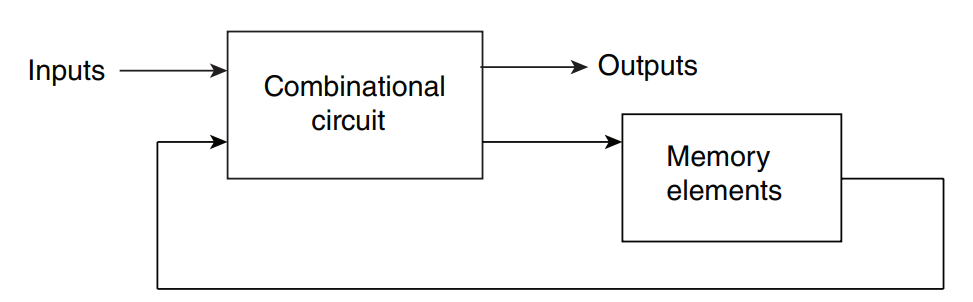 Inputs
Combinational
circuit
Outputs
Memory
elements